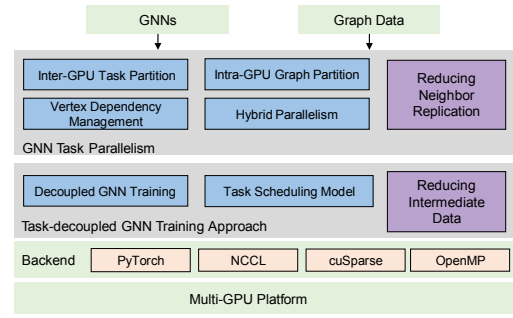 GNNs
Graph Data
Inter-GPU Task Partition
Intra-GPU Graph Partition
Reducing
Neighbor
Replication
Vertex Dependency
Management
Hybrid Parallelism
GNN Task Parallelism
Decoupled GNN Training
Task Scheduling Model
Reducing
Intermediate
Data
Task-decoupled GNN Training Approach
Backend
PyTorch
NCCL
cuSparse
OpenMP
Multi-GPU Platform